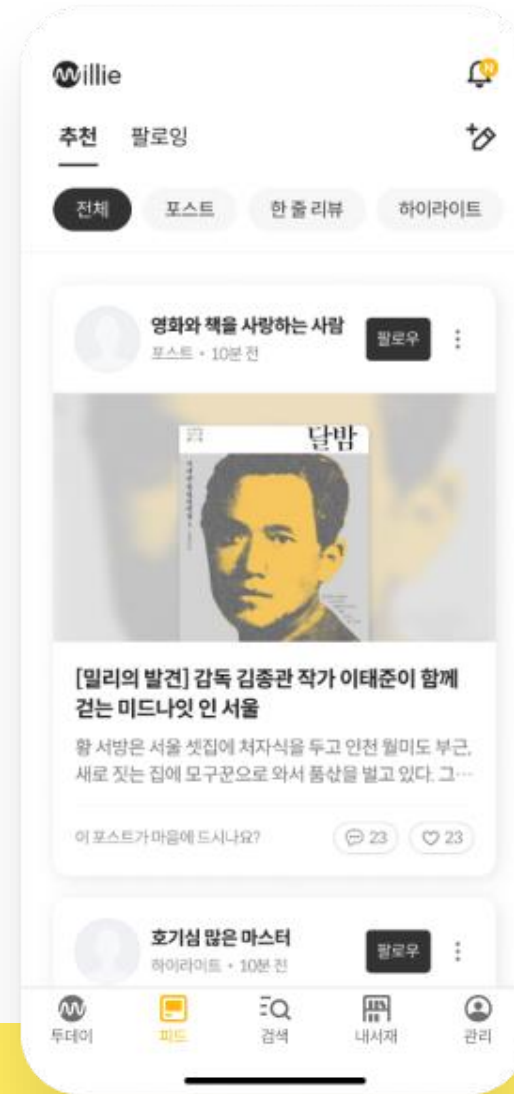 Millie
N
추천 팔로잉
전체 포스트 한 줄 리뷰 하이라이트
영화와 책을 사랑하는 사람
포스트 • 10분 전
팔로우
달밤
[밀리의 발견] 감독 김종관 작가 이태준이 함께
걷는 미드나잇 인 서울
황 서방은 서울 셋집에 처자식을 두고 인천 월미도 부근,
새로 짓는 집에 모구꾼으로 와서 품삯을 벌고 있다. 그…
이 포스트가 마음에 드시나요? 23 23
호기심 많은 마스터
하이라이트 • 10분 전
팔로우
투데이 피드 검색 내서재 관리